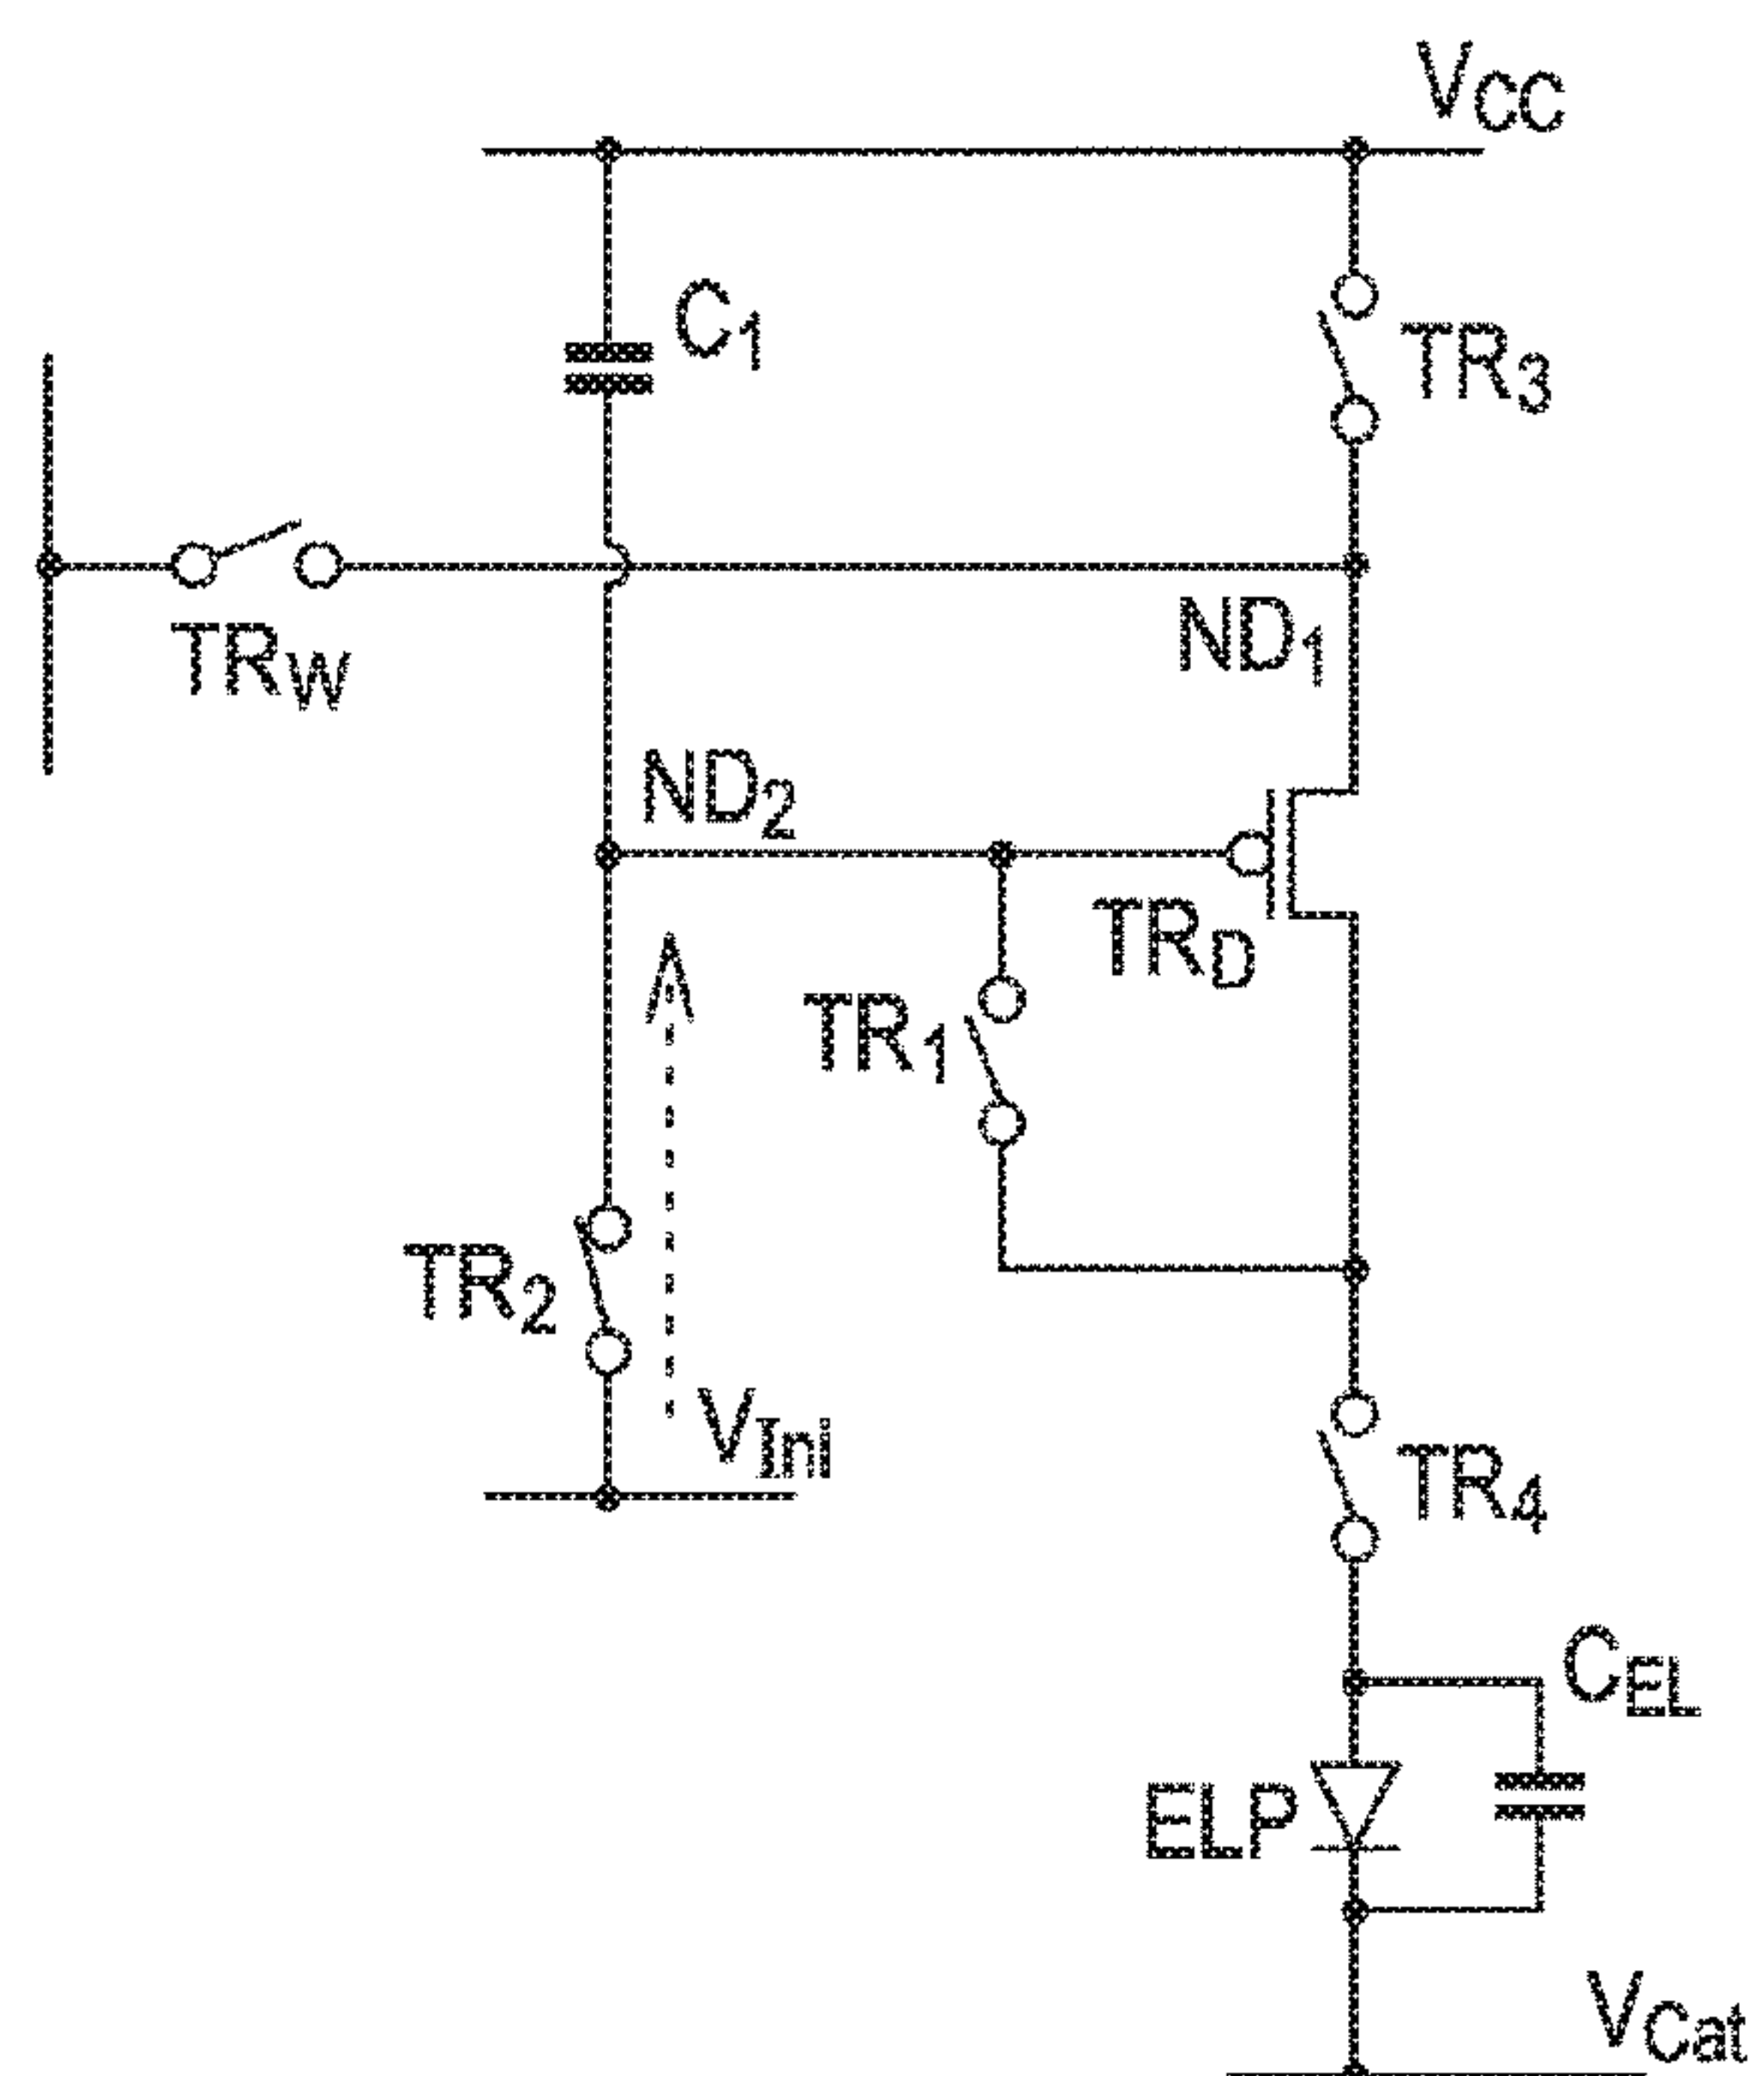 VCC
C1
TR3
TRW
ND1
ND2
TRD
TR1
TR2
VIni
TR4
CEL
ELP
VCat